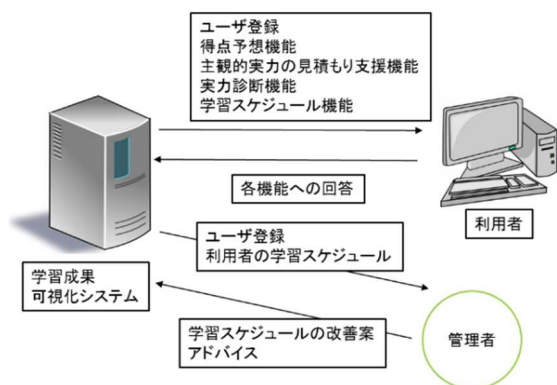 ユーザ登録
得点予想機能
主観的実力の見積もり支援機能
実力診断機能
学習スケジュール機能
各機能への回答
利用者
ユーザ登録
利用者の学習スケジュール
学習成果
可視化システム
学習スケジュールの改善案
アドバイス
管理者